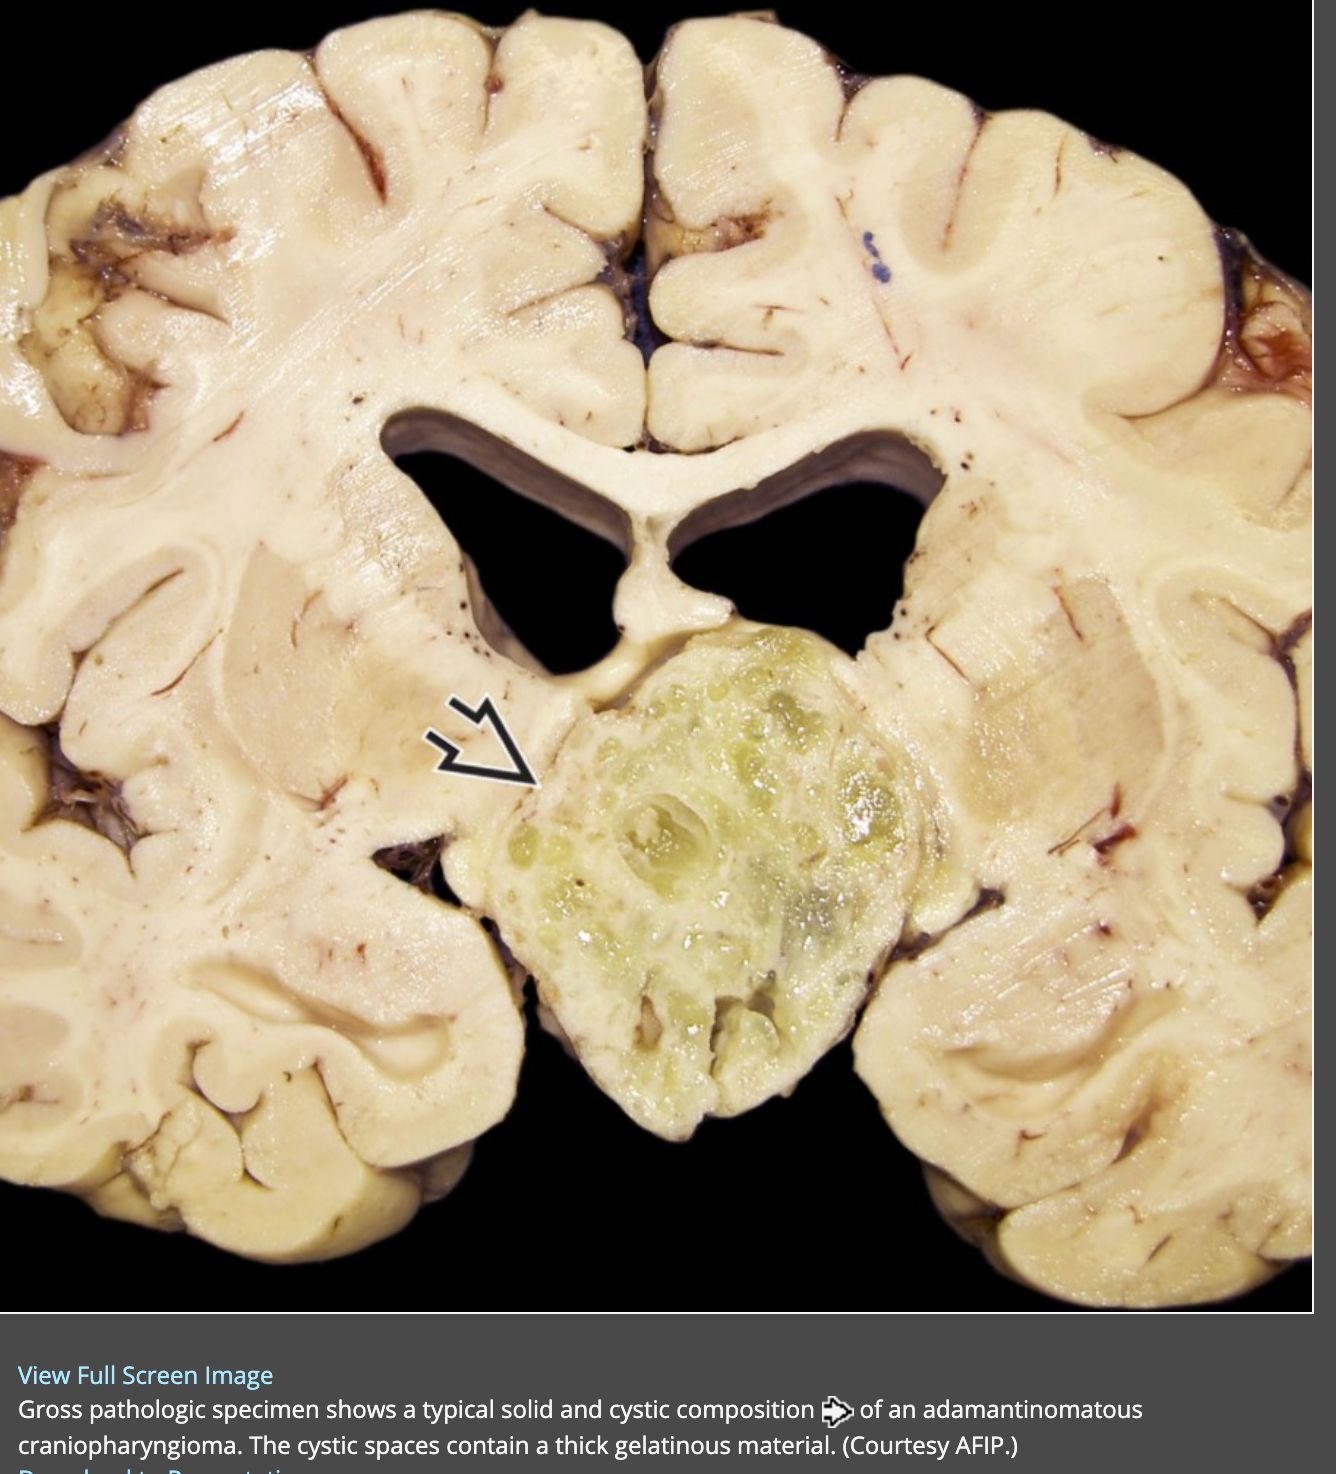 View Full Screen Image
Gross pathologic specimen shows a typical solid and cystic composition of an adamantinomatous
craniopharyngioma. The cystic spaces contain a thick gelatinous material. (Courtesy AFIP.)